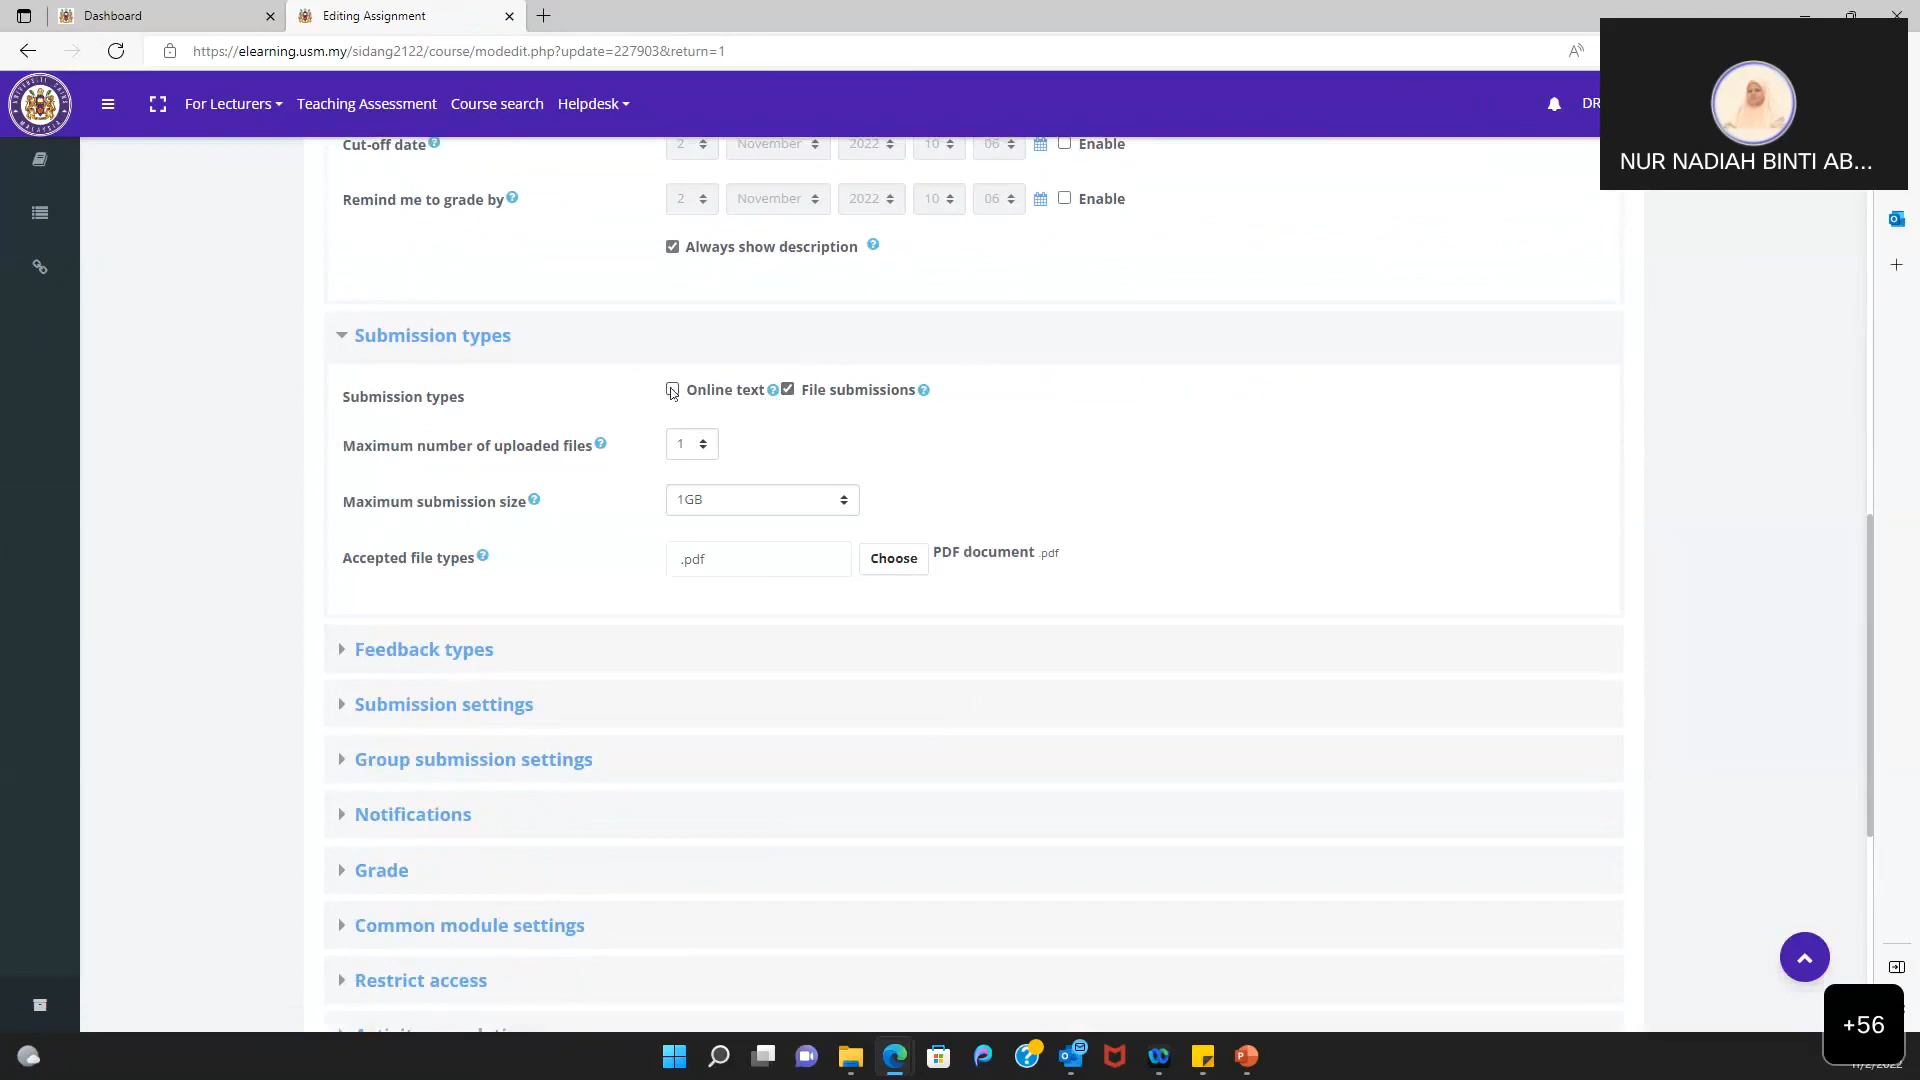 Dashboard
Editing Assignment
https://elearning.usm.my/sidang2122/course/modedit.php?update=227903&return=1
For Lecturers
Teaching Assessment
Course search
Helpdesk
DR
NUR NADIAH BINTI AB...
Cut-off date
2 November 2022 10 06 Enable
Remind me to grade by
2 November 2022 10 06 Enable
Always show description
Submission types
Submission types
Online text File submissions
Maximum number of uploaded files
1
Maximum submission size
1GB
Accepted file types
.pdf
Choose
PDF document .pdf
Feedback types
Submission settings
Group submission settings
Notifications
Grade
Common module settings
Restrict access
+56